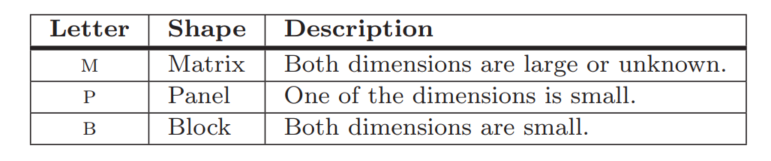 Letter Shape Description
M Matrix Both dimensions are large or unknown.
P Panel One of the dimensions is small.
B Block Both dimensions are small.